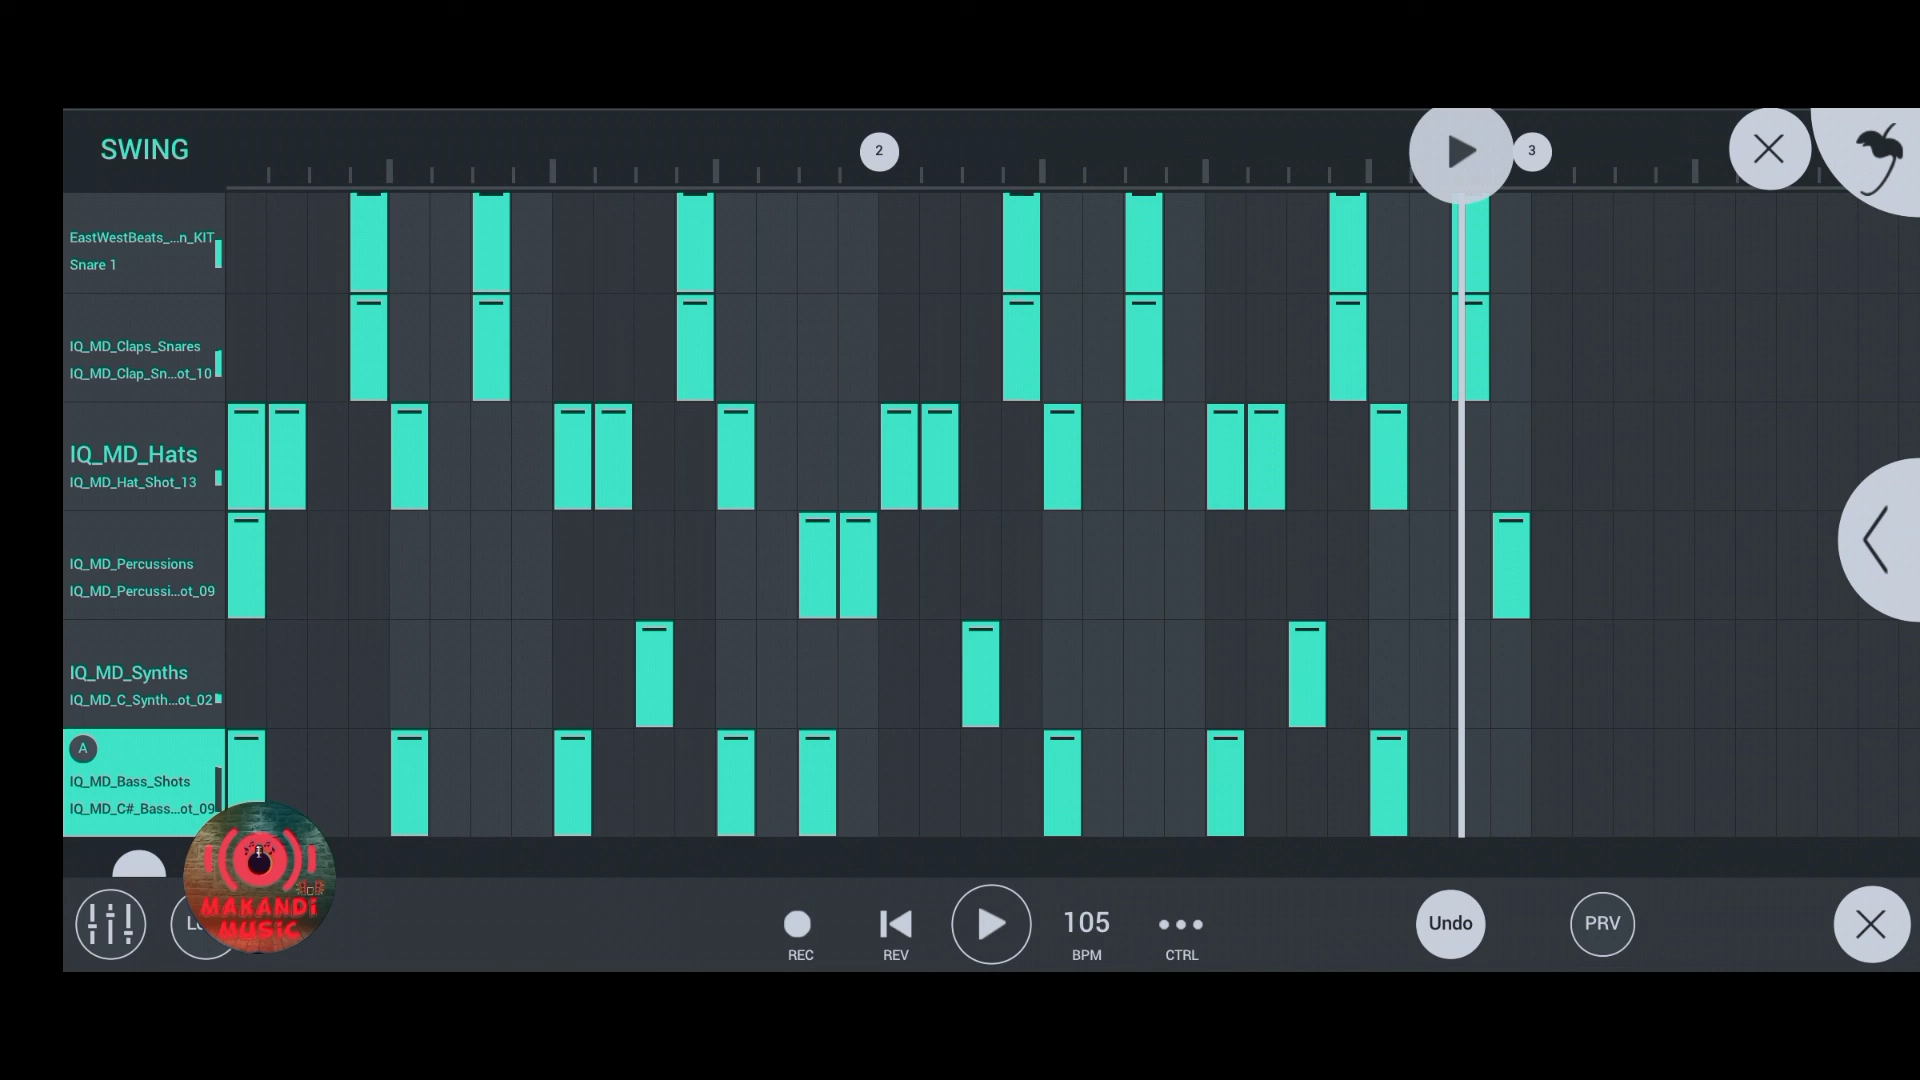 SWING
2
3
EastWestBeats_...n_KIT
Snare 1
IQ_MD_Claps_Snares
IQ_MD_Clap_Sn...ot_10
IQ_MD_Hats
IQ_MD_Hat_Shot_13
IQ_MD_Percussions
IQ_MD_Percussi...ot_09
IQ_MD_Synths
IQ_MD_C_Synth...ot_02
A
IQ_MD_Bass_Shots
IQ_MD_C#_Bass...ot_09
MAKANDi
MUSiC
105
Undo
PRV
REC
REV
BPM
CTRL